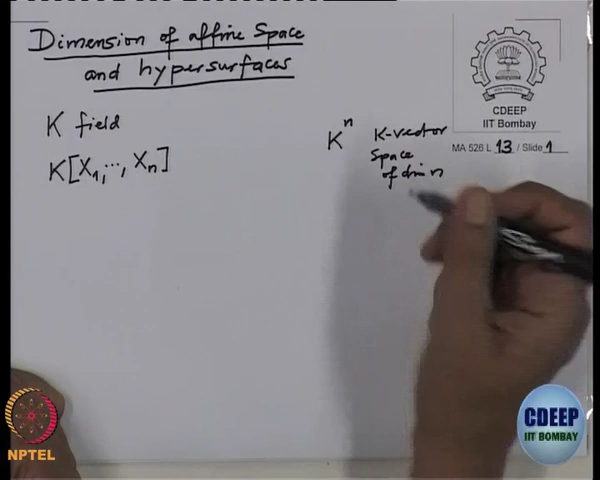 Dimension of affine Space
and hypersurfaces
K field
K[X₁,..., Xₙ]
Kⁿ K-vector
Space
of dim n
CDEEP
IIT Bombay
MA 526 L 13 / Slide 1
NPTEL
CDEEP
IIT BOMBAY